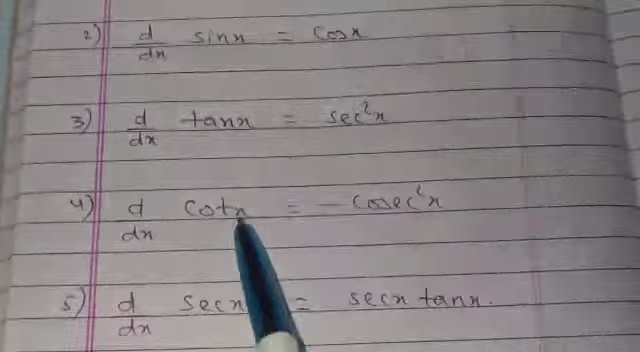 2) d/dx sinx = cosx
3) d/dx tanx = sec²x
4) d/dx cotx = -cosec²x
5) d/dx secx = secx tanx.